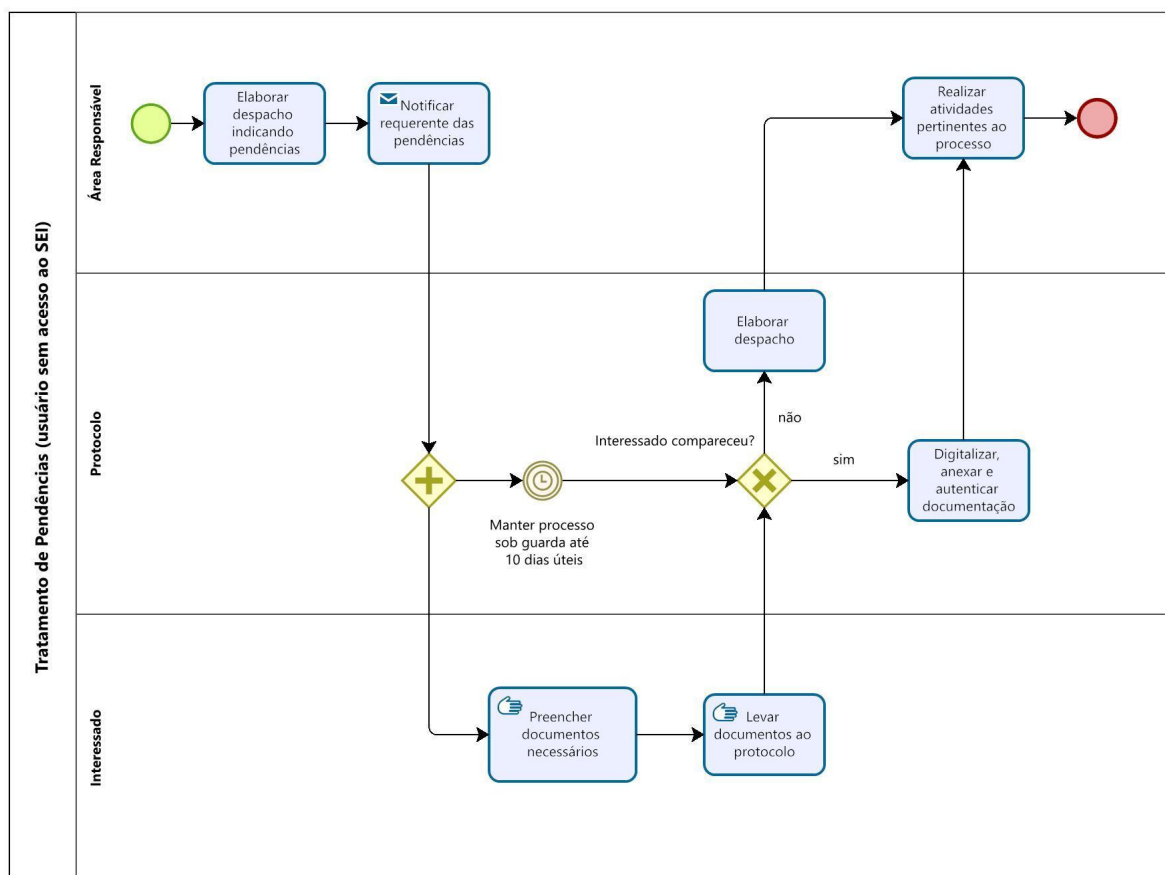 Tratamento de Pendências (usuário sem acesso ao SEI)
Área Responsável
Elaborar
despacho
indicando
pendências
Notificar
requerente das
pendências
Realizar
atividades
pertinentes ao
processo
Protocolo
Elaborar
despacho
não
Interessado compareceu?
sim
Manter processo
sob guarda até
10 dias úteis
Digitalizar,
anexar e
autenticar
documentação
Interessado
Preencher
documentos
necessários
Levar
documentos ao
protocolo